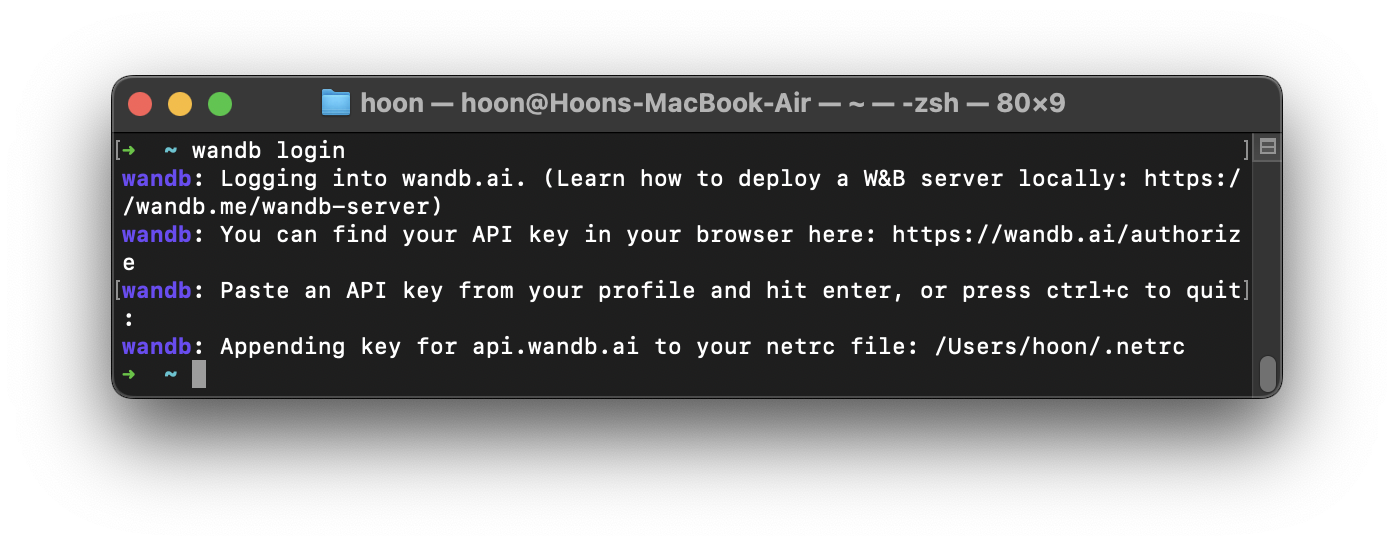 hoon — hoon@Hoons-MacBook-Air — ~ — -zsh — 80×9
[➜  ~ wandb login ]
wandb: Logging into wandb.ai. (Learn how to deploy a W&B server locally: https:/
/wandb.me/wandb-server)
wandb: You can find your API key in your browser here: https://wandb.ai/authoriz
e
[wandb: Paste an API key from your profile and hit enter, or press ctrl+c to quit]
:
wandb: Appending key for api.wandb.ai to your netrc file: /Users/hoon/.netrc
➜  ~